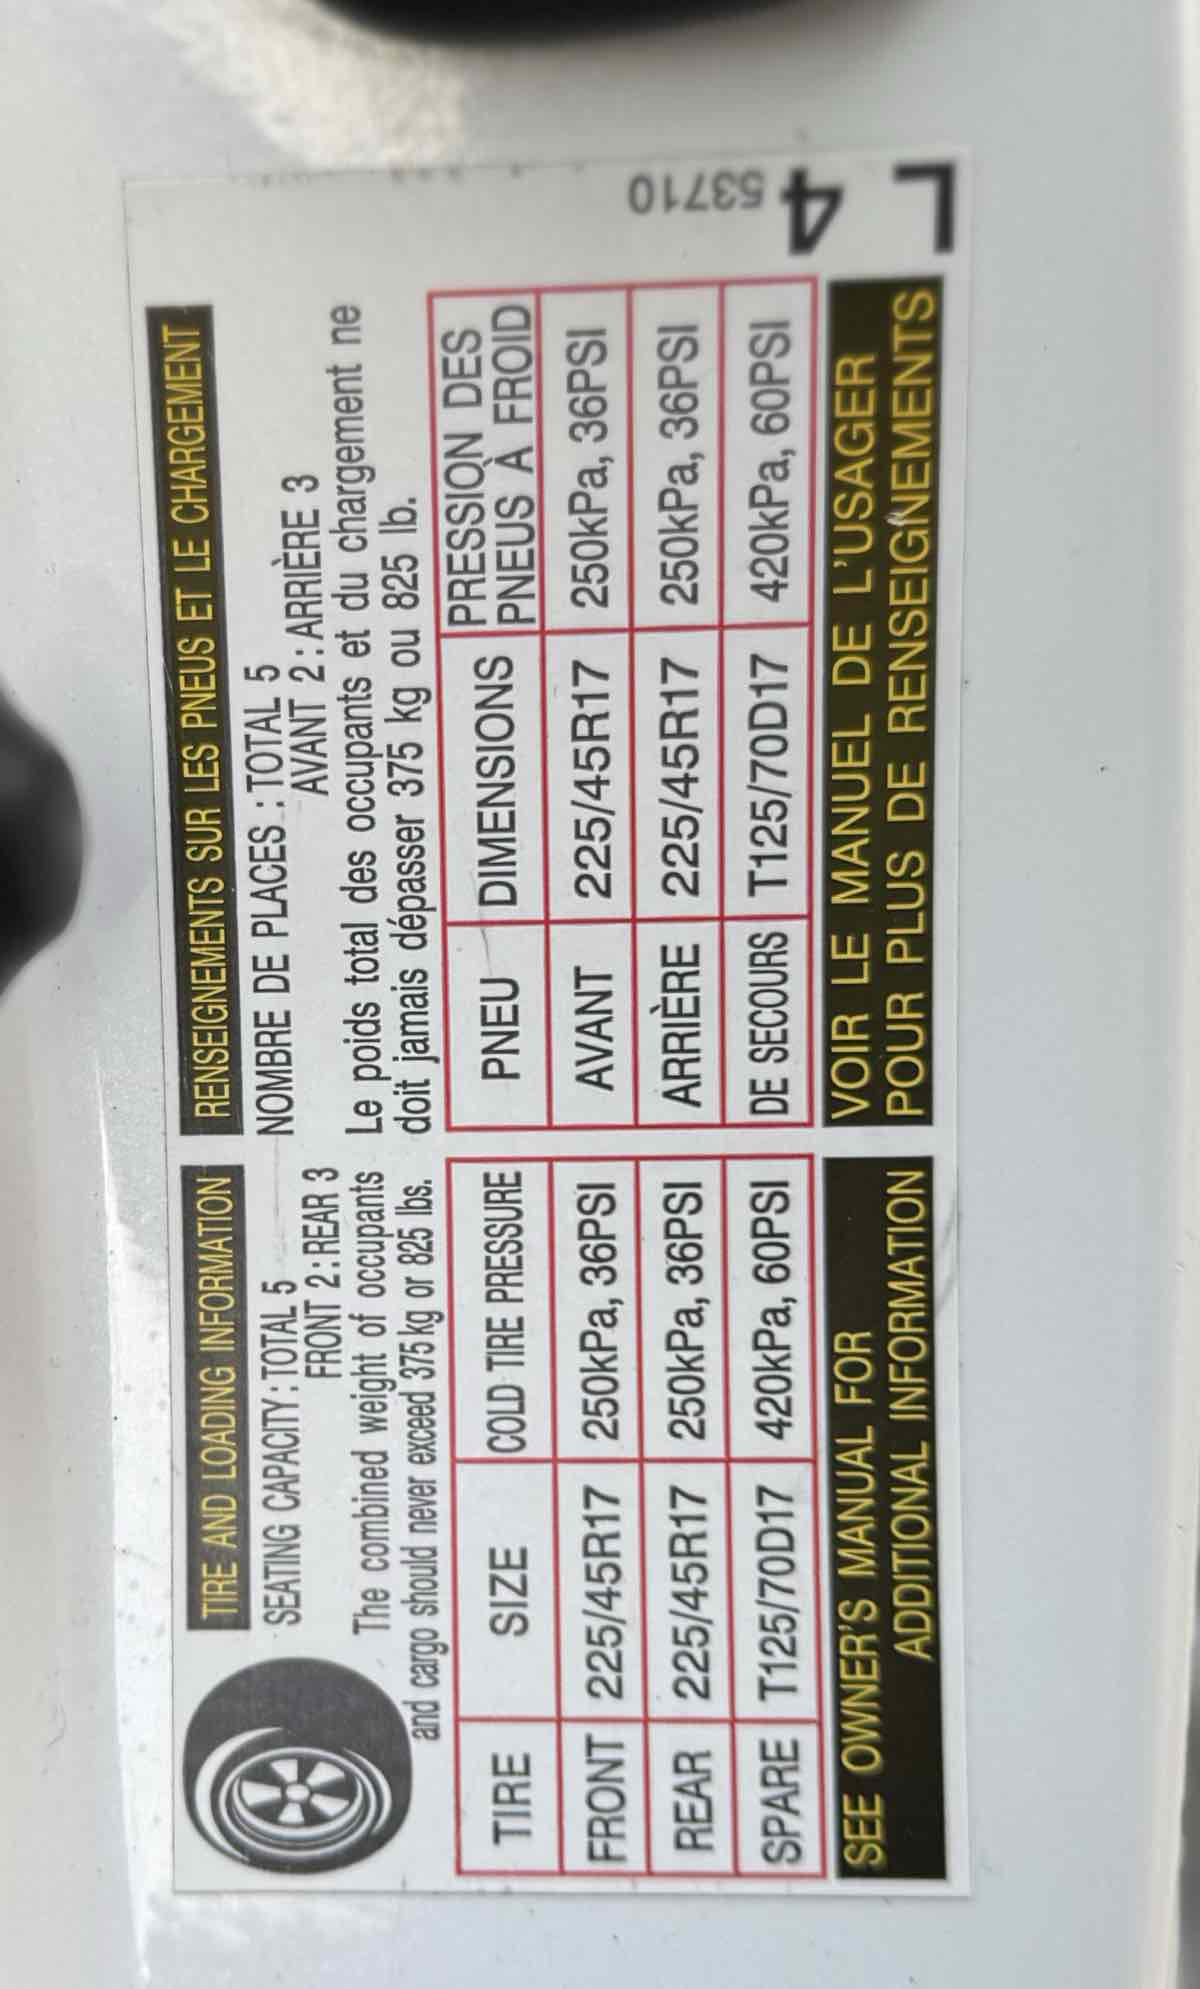 TIRE AND LOADING INFORMATION
SEATING CAPACITY : TOTAL 5
FRONT 2 : REAR 3
The combined weight of occupants
and cargo should never exceed 375 kg or 825 lbs.
TIRE SIZE COLD TIRE PRESSURE
FRONT 225/45R17 250kPa, 36PSI
REAR 225/45R17 250kPa, 36PSI
SPARE T125/70D17 420kPa, 60PSI
SEE OWNER'S MANUAL FOR
ADDITIONAL INFORMATION
RENSEIGNEMENTS SUR LES PNEUS ET LE CHARGEMENT
NOMBRE DE PLACES : TOTAL 5
AVANT 2 : ARRIÈRE 3
Le poids total des occupants et du chargement ne
doit jamais dépasser 375 kg ou 825 lb.
PNEU DIMENSIONS PRESSION DES
PNEUS À FROID
AVANT 225/45R17 250kPa, 36PSI
ARRIÈRE 225/45R17 250kPa, 36PSI
DE SECOURS T125/70D17 420kPa, 60PSI
VOIR LE MANUEL DE L'USAGER
POUR PLUS DE RENSEIGNEMENTS
53710
4
L